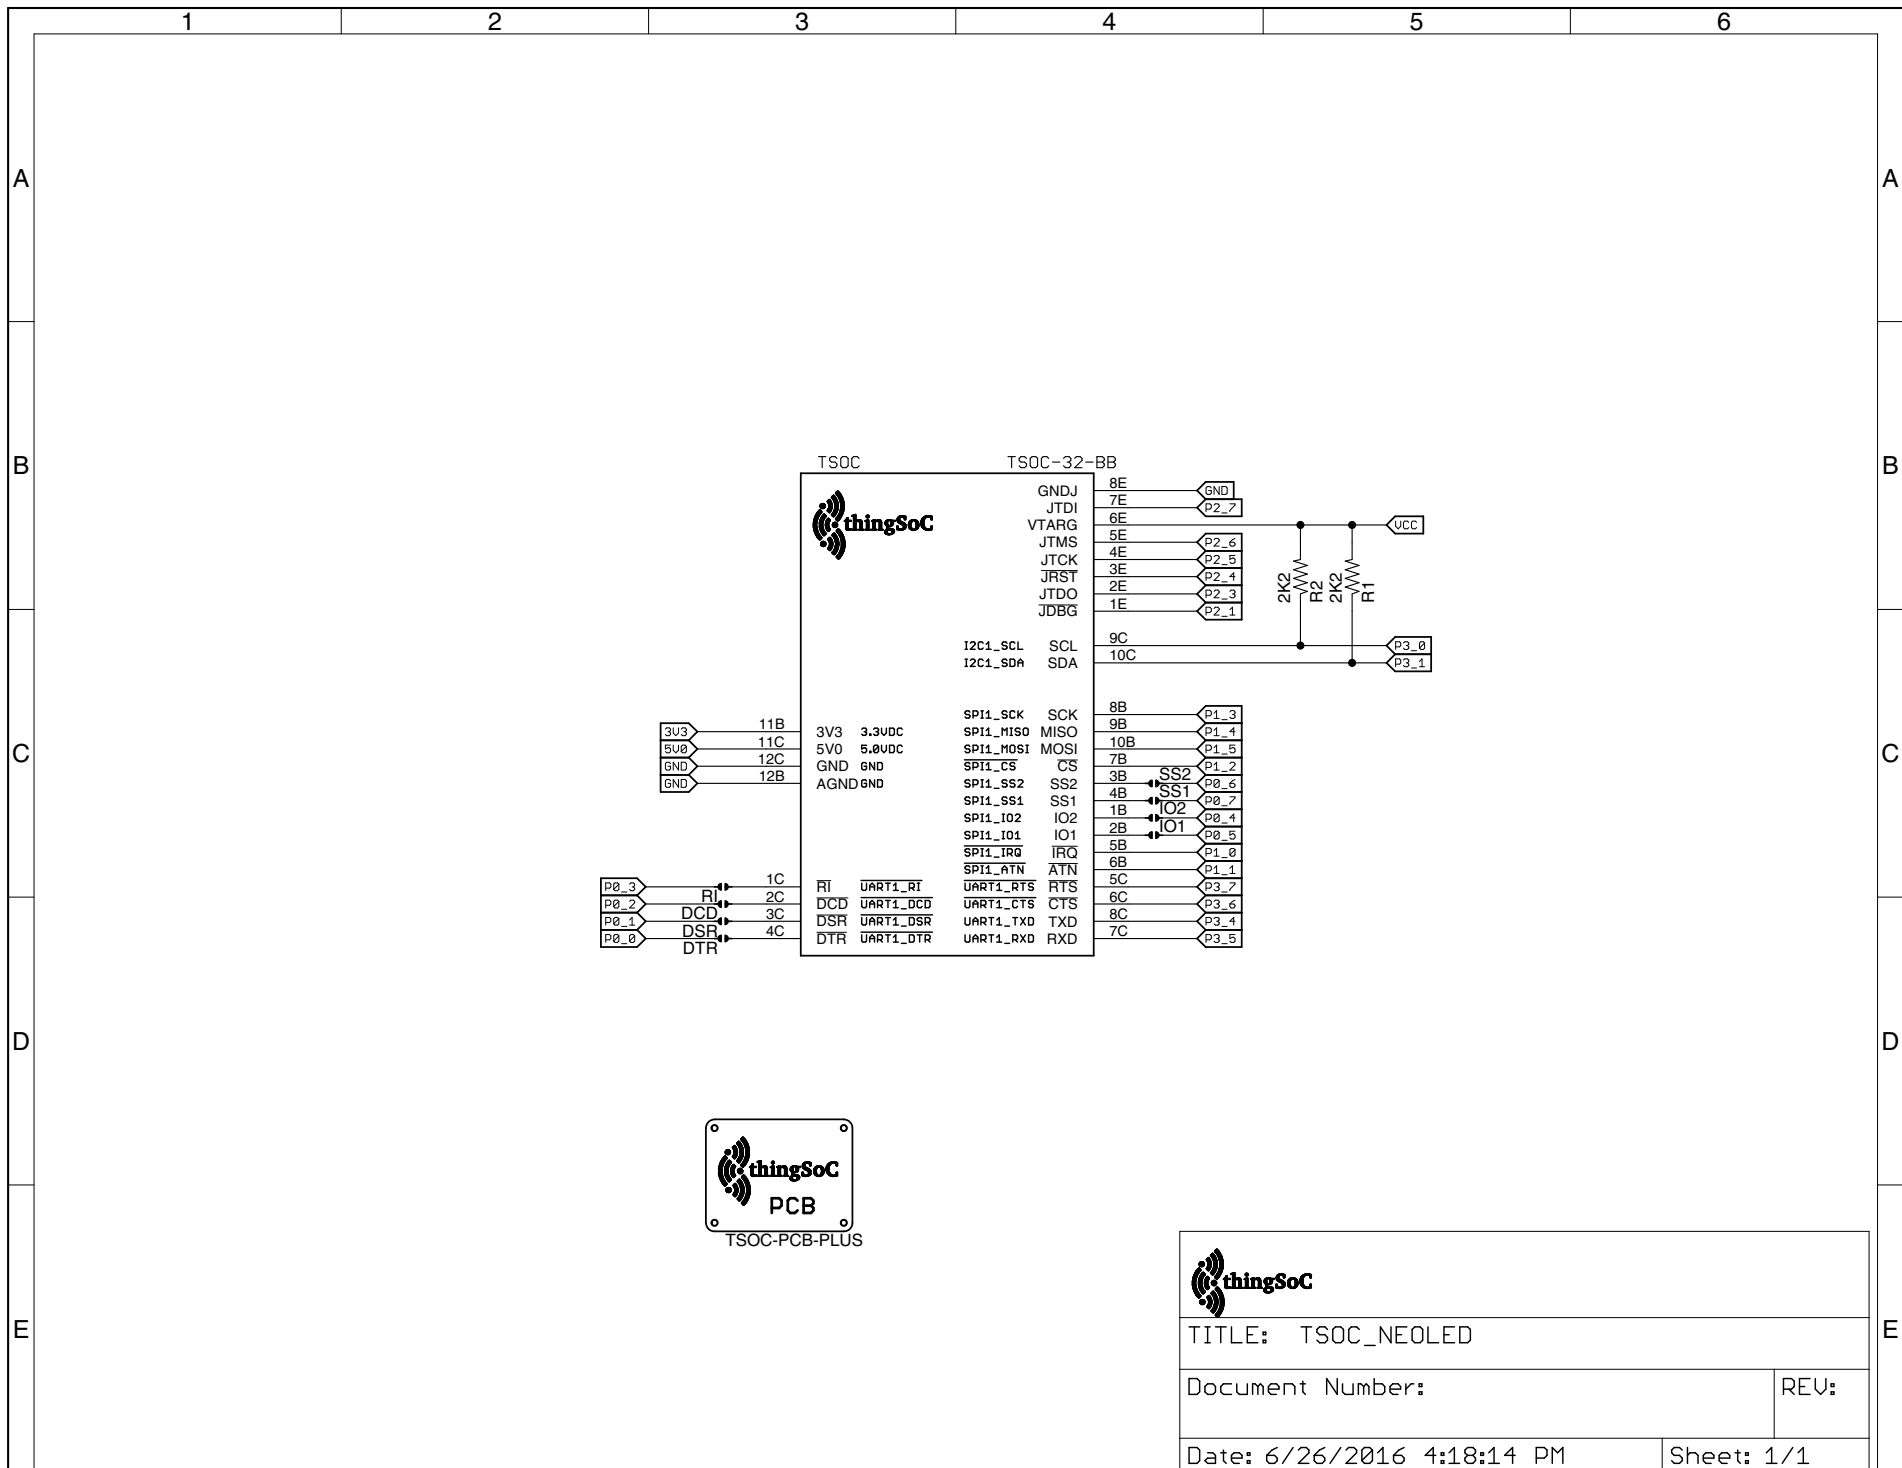 1 2 3 4 5 6
A A
B B
TSOC TSOC-32-BB
thingSoC
GNDJ 8E GND
JTDI 7E P2_7
VTARG 6E VCC
JTMS 5E P2_6
JTCK 4E P2_5
JRST 3E P2_4
JTDO 2E P2_3
JDBG 1E P2_1
2K2 R2 2K2 R1
I2C1_SCL SCL 9C P3_0
I2C1_SDA SDA 10C P3_1
C C
SPI1_SCK SCK 8B P1_3
3V3 11B 3V3 3.3VDC SPI1_MISO MISO 9B P1_4
5V0 11C 5V0 5.0VDC SPI1_MOSI MOSI 10B P1_5
GND 12C GND GND SPI1_CS CS 7B P1_2
GND 12B AGND GND SPI1_SS2 SS2 3B SS2 P0_6
SPI1_SS1 SS1 4B SS1 P0_7
SPI1_IO2 IO2 1B IO2 P0_4
SPI1_IO1 IO1 2B IO1 P0_5
SPI1_IRQ IRQ 5B P1_0
SPI1_ATN ATN 6B P1_1
P0_3 RI 1C RI UART1_RI UART1_RTS RTS 5C P3_7
P0_2 DCD 2C DCD UART1_DCD UART1_CTS CTS 6C P3_6
P0_1 DSR 3C DSR UART1_DSR UART1_TXD TXD 8C P3_4
P0_0 DTR 4C DTR UART1_DTR UART1_RXD RXD 7C P3_5
D D
thingSoC
PCB
TSOC-PCB-PLUS
E E
thingSoC
TITLE: TSOC_NEOLED
Document Number: REV:
Date: 6/26/2016 4:18:14 PM Sheet: 1/1